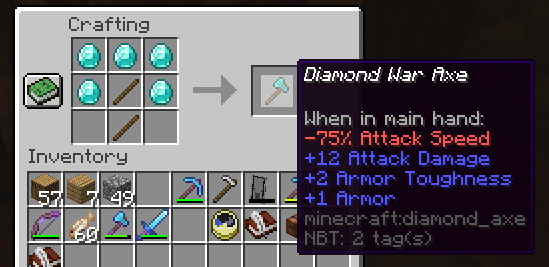 Crafting
Diamond War Axe
When in main hand:
-75% Attack Speed
+12 Attack Damage
+2 Armor Toughness
+1 Armor
minecraft:diamond_axe
NBT: 2 tag(s)
Inventory
57
7
49
60